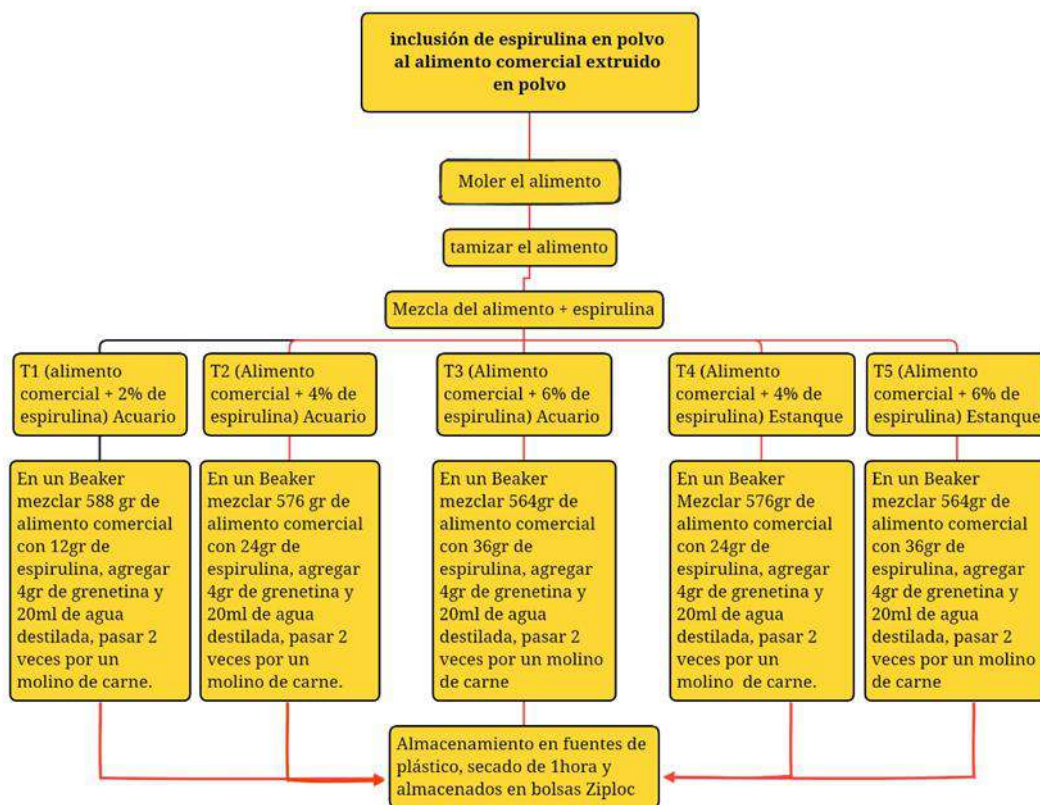 inclusión de espirulina en polvo
al alimento comercial extruido
en polvo
Moler el alimento
tamizar el alimento
Mezcla del alimento + espirulina
T1 (alimento
comercial + 2% de
espirulina) Acuario
T2 (Alimento
comercial + 4% de
espirulina) Acuario
T3 (Alimento
comercial + 6% de
espirulina) Acuario
T4 (Alimento
comercial + 4% de
espirulina) Estanque
T5 (Alimento
comercial + 6% de
espirulina) Estanque
En un Beaker
mezclar 588 gr de
alimento comercial
con 12gr de
espirulina, agregar
4gr de grenetina y
20ml de agua
destilada, pasar 2
veces por un
molino de carne.
En un Beaker
mezclar 576 gr de
alimento comercial
con 24gr de
espirulina, agregar
4gr de grenetina y
20ml de agua
destilada, pasar 2
veces por un
molino de carne.
En un Beaker
mezclar 564gr de
alimento comercial
con 36gr de
espirulina, agregar
4gr de grenetina y
20ml de agua
destilada, pasar 2
veces por un molino
de carne
En un Beaker
Mezclar 576gr de
alimento comercial
con 24gr de
espirulina, agregar
4gr de grenetina y
20ml de agua
destilada, pasar 2
veces por un
molino  de carne.
En un Beaker
mezclar 564gr de
alimento comercial
con 36gr de
espirulina, agregar
4gr de grenetina y
20ml de agua
destilada, pasar 2
veces por un molino
de carne
Almacenamiento en fuentes de
plástico, secado de 1hora y
almacenados en bolsas Ziploc